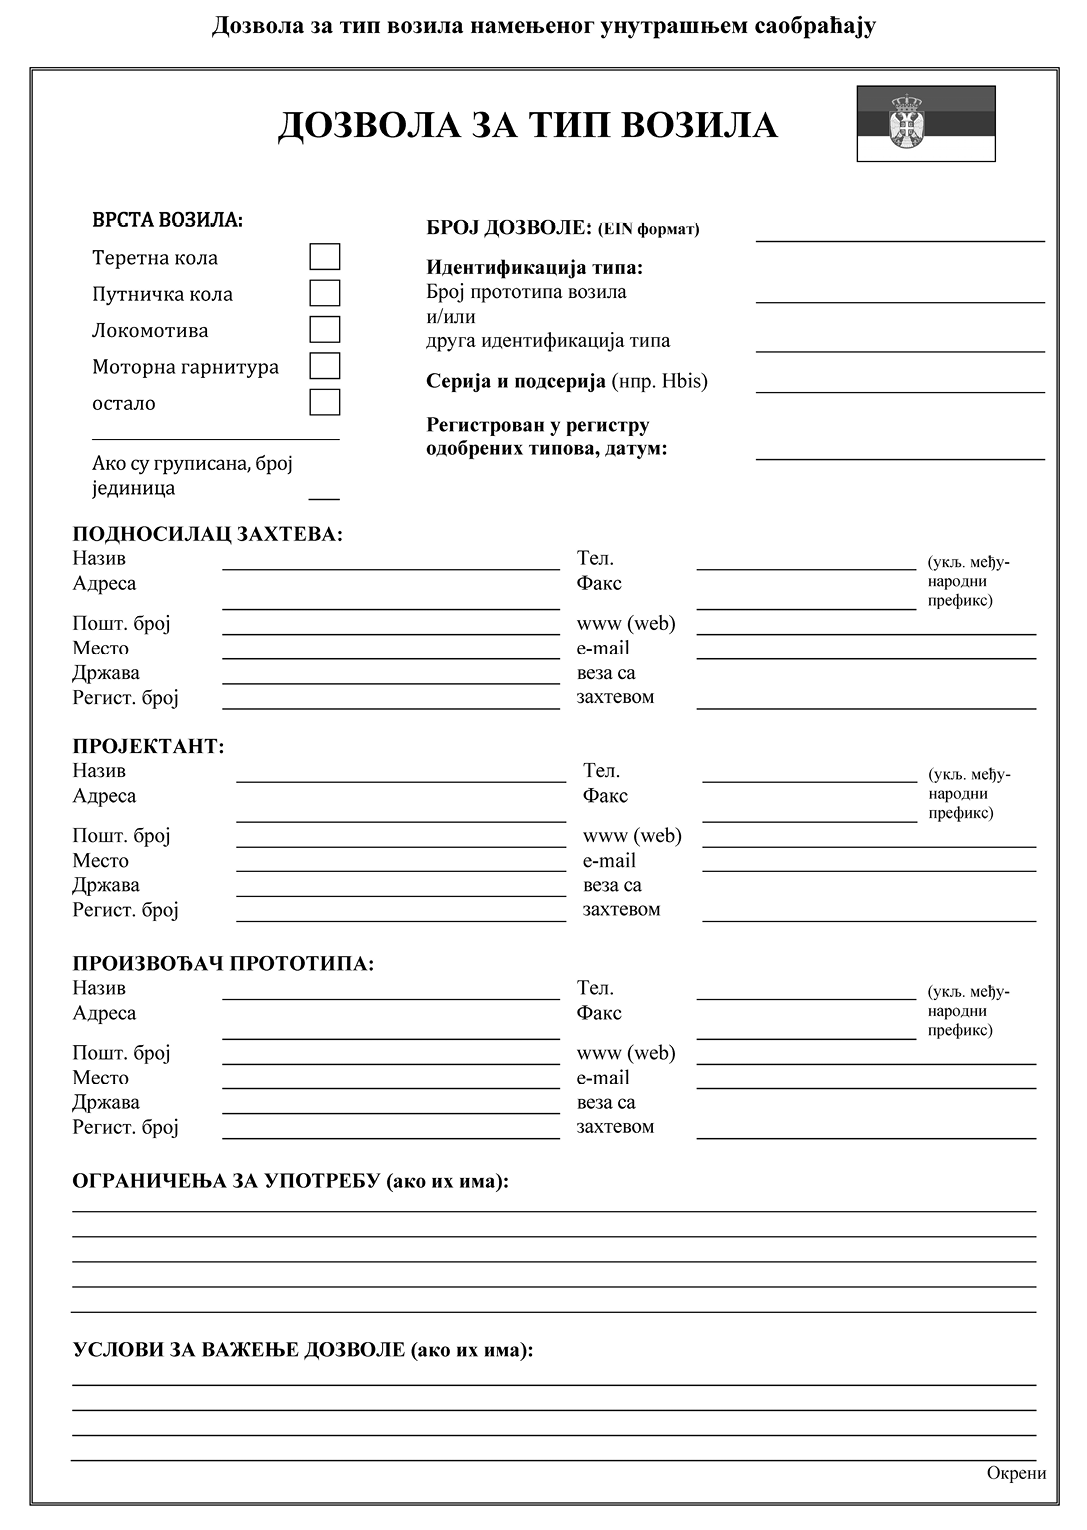 Дозвола за тип возила намењеног унутрашњем саобраћају
ДОЗВОЛА ЗА ТИП ВОЗИЛА
ВРСТА ВОЗИЛА:
Теретна кола
Путничка кола
Локомотива
Моторна гарнитура
остало
Ако су груписана, број
јединица
БРОЈ ДОЗВОЛЕ: (EIN формат)
Идентификација типа:
Број прототипа возила
и/или
друга идентификација типа
Серија и подсерија (нпр. Hbis)
Регистрован у регистру
одобрених типова, датум:
ПОДНОСИЛАЦ ЗАХТЕВА:
Назив
Адреса
Пошт. број
Место
Држава
Регист. број
Тел.
Факс
www (web)
e-mail
веза са
захтевом
(укљ. међу-
народни
префикс)
ПРОЈЕКТАНТ:
Назив
Адреса
Пошт. број
Место
Држава
Регист. број
Тел.
Факс
www (web)
e-mail
веза са
захтевом
(укљ. међу-
народни
префикс)
ПРОИЗВОЂАЧ ПРОТОТИПА:
Назив
Адреса
Пошт. број
Место
Држава
Регист. број
Тел.
Факс
www (web)
e-mail
веза са
захтевом
(укљ. међу-
народни
префикс)
ОГРАНИЧЕЊА ЗА УПОТРЕБУ (ако их има):
УСЛОВИ ЗА ВАЖЕЊЕ ДОЗВОЛЕ (ако их има):
Окрени